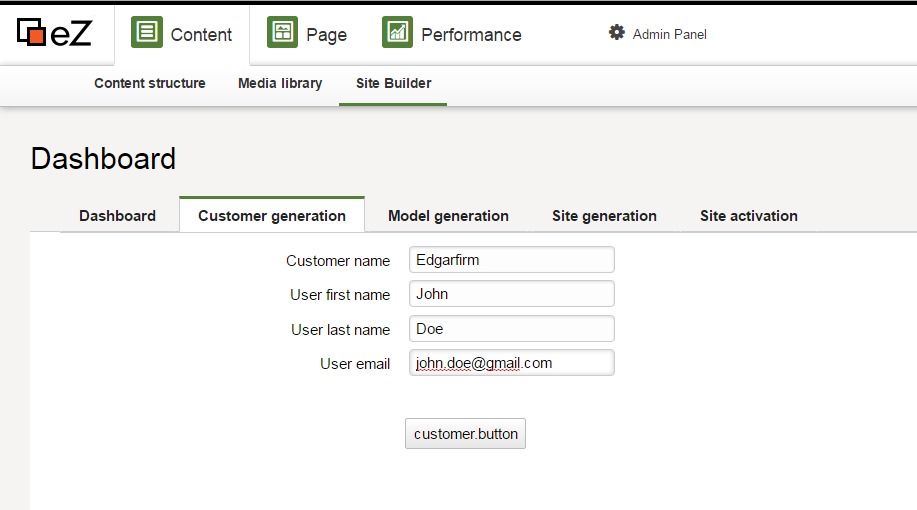 eZ Content Page Performance Admin Panel
Content structure Media library Site Builder
Dashboard
Dashboard Customer generation Model generation Site generation Site activation
Customer name Edgarfirm
User first name John
User last name Doe
User email john.doe@gmail.com
customer.button